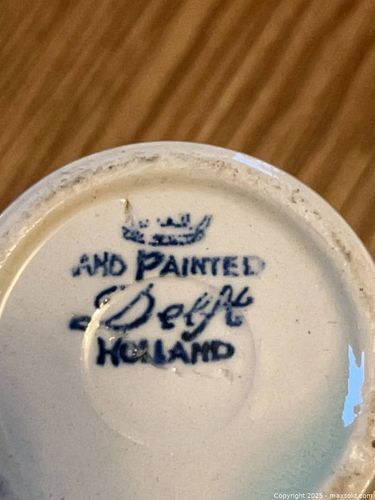 AND PAINTED
Delft
HOLLAND
Copyright 2025 - maxsold.com